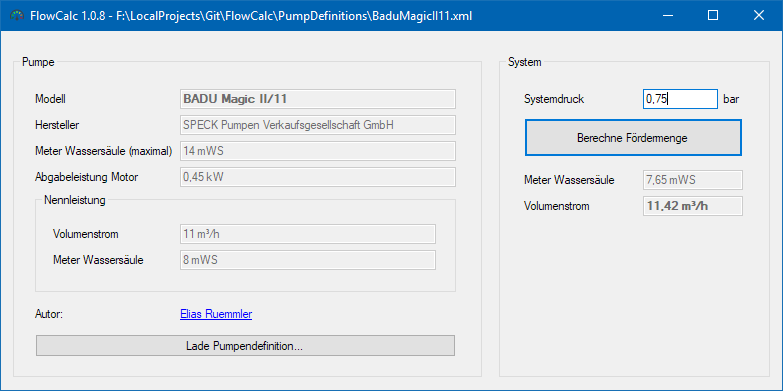 FlowCalc 1.0.8 - F:\LocalProjects\Git\FlowCalc\PumpDefinitions\BaduMagicII11.xml
Pumpe
Modell BADU Magic II/11
Hersteller SPECK Pumpen Verkaufsgesellschaft GmbH
Meter Wassersäule (maximal) 14 mWS
Abgabeleistung Motor 0,45 kW
Nennleistung
Volumenstrom 11 m³/h
Meter Wassersäule 8 mWS
Autor: Elias Ruemmler
Lade Pumpendefinition...
System
Systemdruck 0,75 bar
Berechne Fördermenge
Meter Wassersäule 7,65 mWS
Volumenstrom 11,42 m³/h